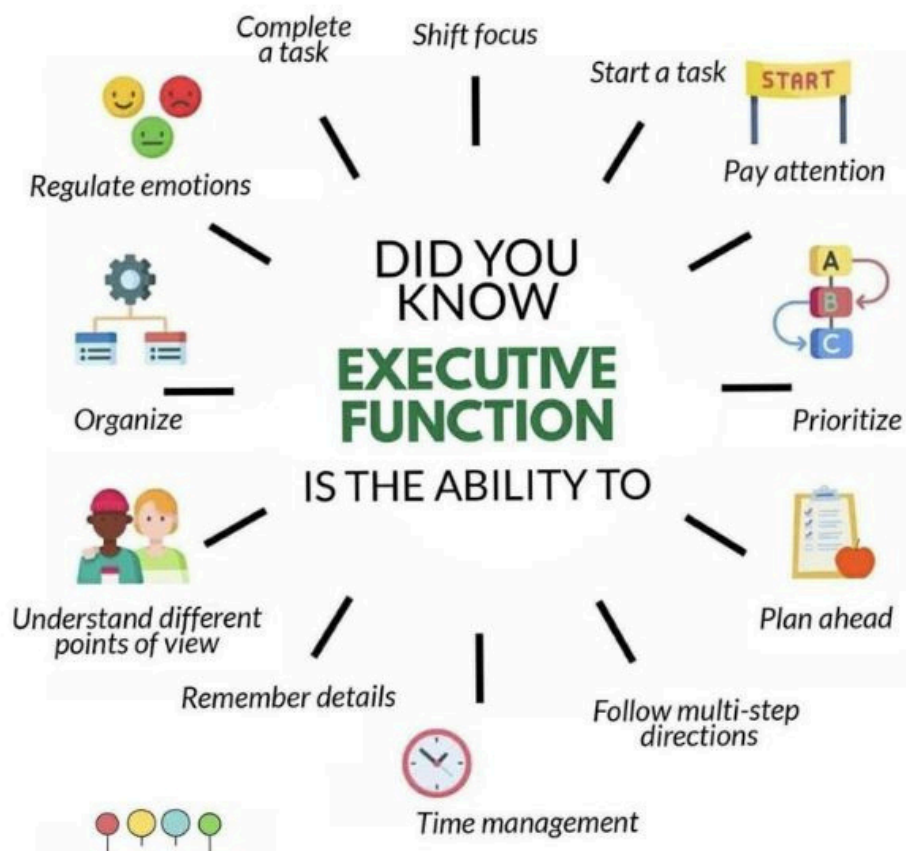 Complete
a task
Shift focus
Start a task
START
Pay attention
Regulate emotions
DID YOU
KNOW
EXECUTIVE
FUNCTION
IS THE ABILITY TO
A
B
C
Organize
Prioritize
Understand different
points of view
Plan ahead
Remember details
Follow multi-step
directions
Time management